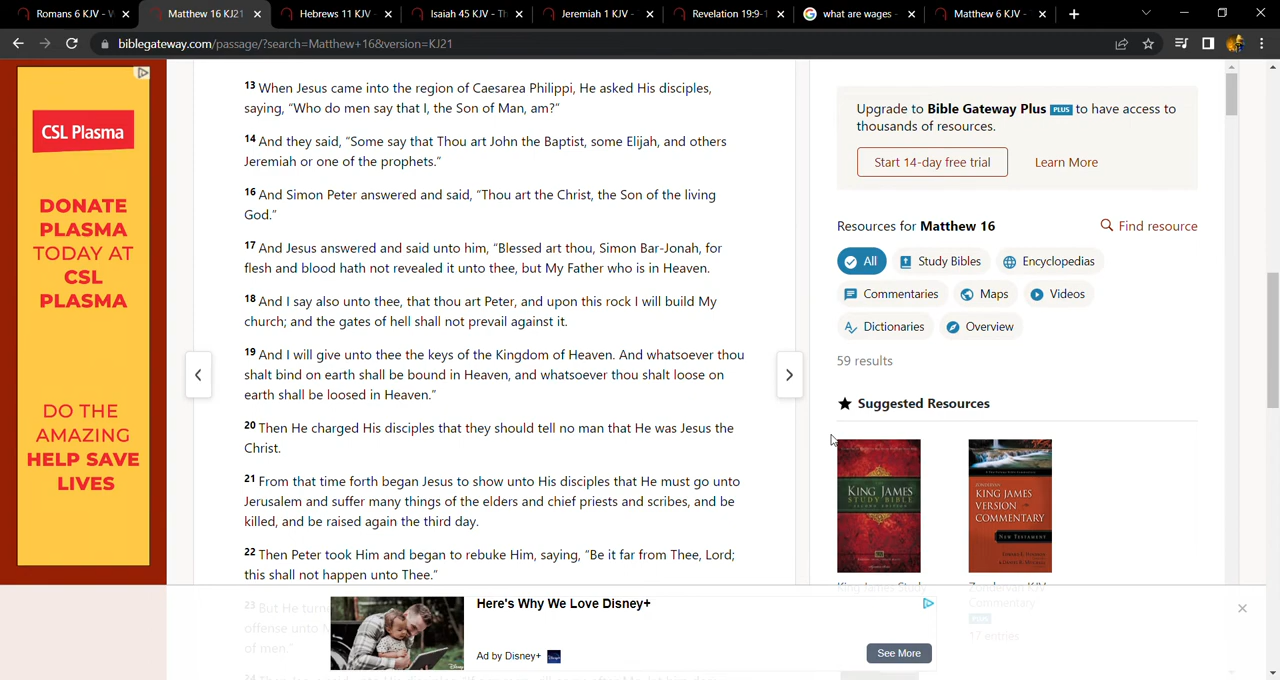 Romans 6 KJV - W
Matthew 16 KJ21
Hebrews 11 KJV -
Isaiah 45 KJV - Th
Jeremiah 1 KJV -
Revelation 19:9-1
what are wages -
Matthew 6 KJV -
biblegateway.com/passage/?search=Matthew+16&version=KJ21
CSL Plasma
DONATE
PLASMA
TODAY AT
CSL
PLASMA
DO THE
AMAZING
HELP SAVE
LIVES
13 When Jesus came into the region of Caesarea Philippi, He asked His disciples,
saying, “Who do men say that I, the Son of Man, am?”
14 And they said, “Some say that Thou art John the Baptist, some Elijah, and others
Jeremiah or one of the prophets.”
16 And Simon Peter answered and said, “Thou art the Christ, the Son of the living
God.”
17 And Jesus answered and said unto him, “Blessed art thou, Simon Bar-Jonah, for
flesh and blood hath not revealed it unto thee, but My Father who is in Heaven.
18 And I say also unto thee, that thou art Peter, and upon this rock I will build My
church; and the gates of hell shall not prevail against it.
19 And I will give unto thee the keys of the Kingdom of Heaven. And whatsoever thou
shalt bind on earth shall be bound in Heaven, and whatsoever thou shalt loose on
earth shall be loosed in Heaven.”
20 Then He charged His disciples that they should tell no man that He was Jesus the
Christ.
21 From that time forth began Jesus to show unto His disciples that He must go unto
Jerusalem and suffer many things of the elders and chief priests and scribes, and be
killed, and be raised again the third day.
22 Then Peter took Him and began to rebuke Him, saying, “Be it far from Thee, Lord;
this shall not happen unto Thee.”
23 But He turn
offense unto
of men.”
Upgrade to Bible Gateway Plus PLUS to have access to
thousands of resources.
Start 14-day free trial
Learn More
Resources for Matthew 16
Find resource
All
Study Bibles
Encyclopedias
Commentaries
Maps
Videos
Dictionaries
Overview
59 results
Suggested Resources
KING JAMES
STUDY BIBLE
SECOND EDITION
KING JAMES
VERSION
COMMENTARY
NEW TESTAMENT
King James Study
Zondervan KJV
Commentary
PLUS
17 entries
Here's Why We Love Disney+
Ad by Disney+
See More